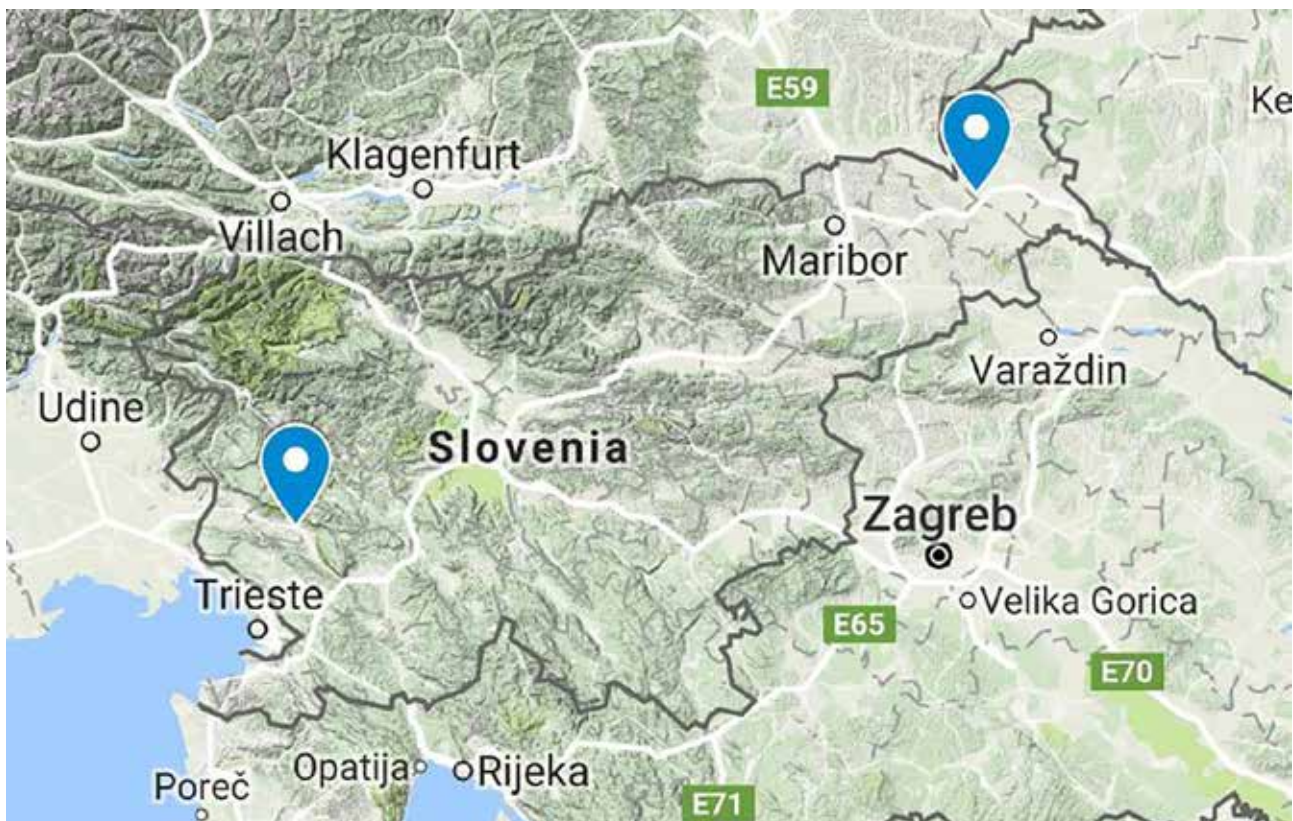 E59
Ke
Klagenfurt
Villach
Maribor
Varaždin
Udine
Slovenia
Zagreb
Trieste
Velika Gorica
E65
E70
Opatija
Rijeka
Poreč
E71